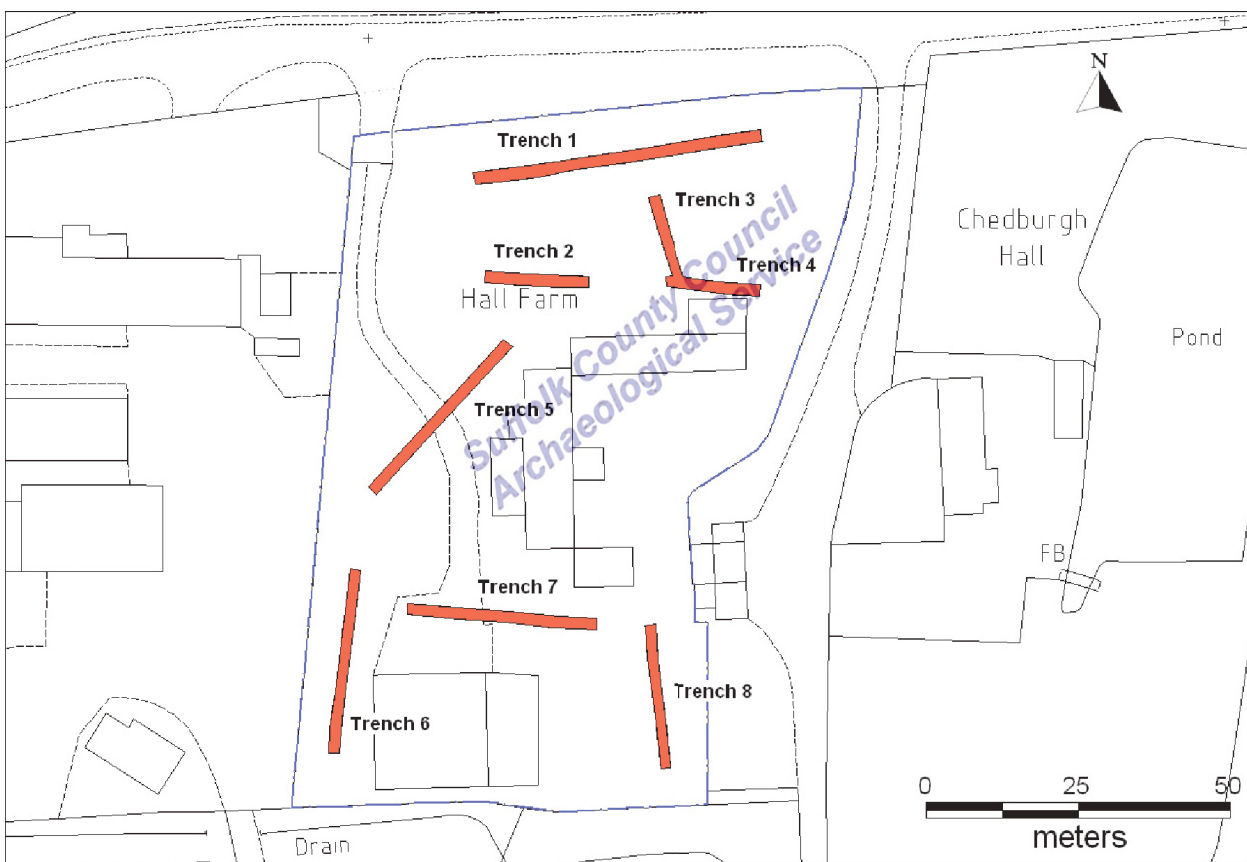 N
Trench 1
Trench 3
Chedburgh
Hall
Trench 2
Trench 4
Hall Farm
Pond
Suffolk County Council
Archaeological Service
Trench 5
FB
Trench 7
Trench 8
Trench 6
0 25 50
meters
Drain